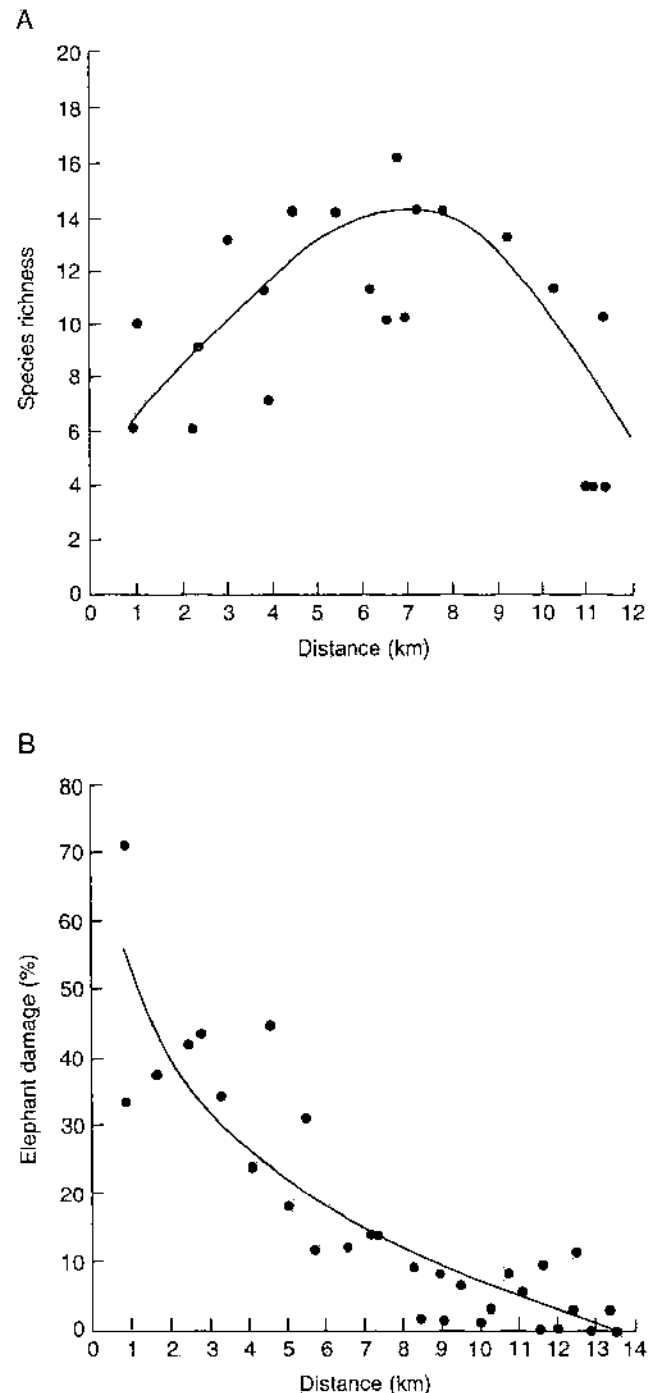 A
20
18
16
14
12
10
8
6
4
2
0
Species richness
0 1 2 3 4 5 6 7 8 9 10 11 12
Distance (km)
B
80
70
60
50
40
30
20
10
0
Elephant damage (%)
0 1 2 3 4 5 6 7 8 9 10 11 12 13 14
Distance (km)